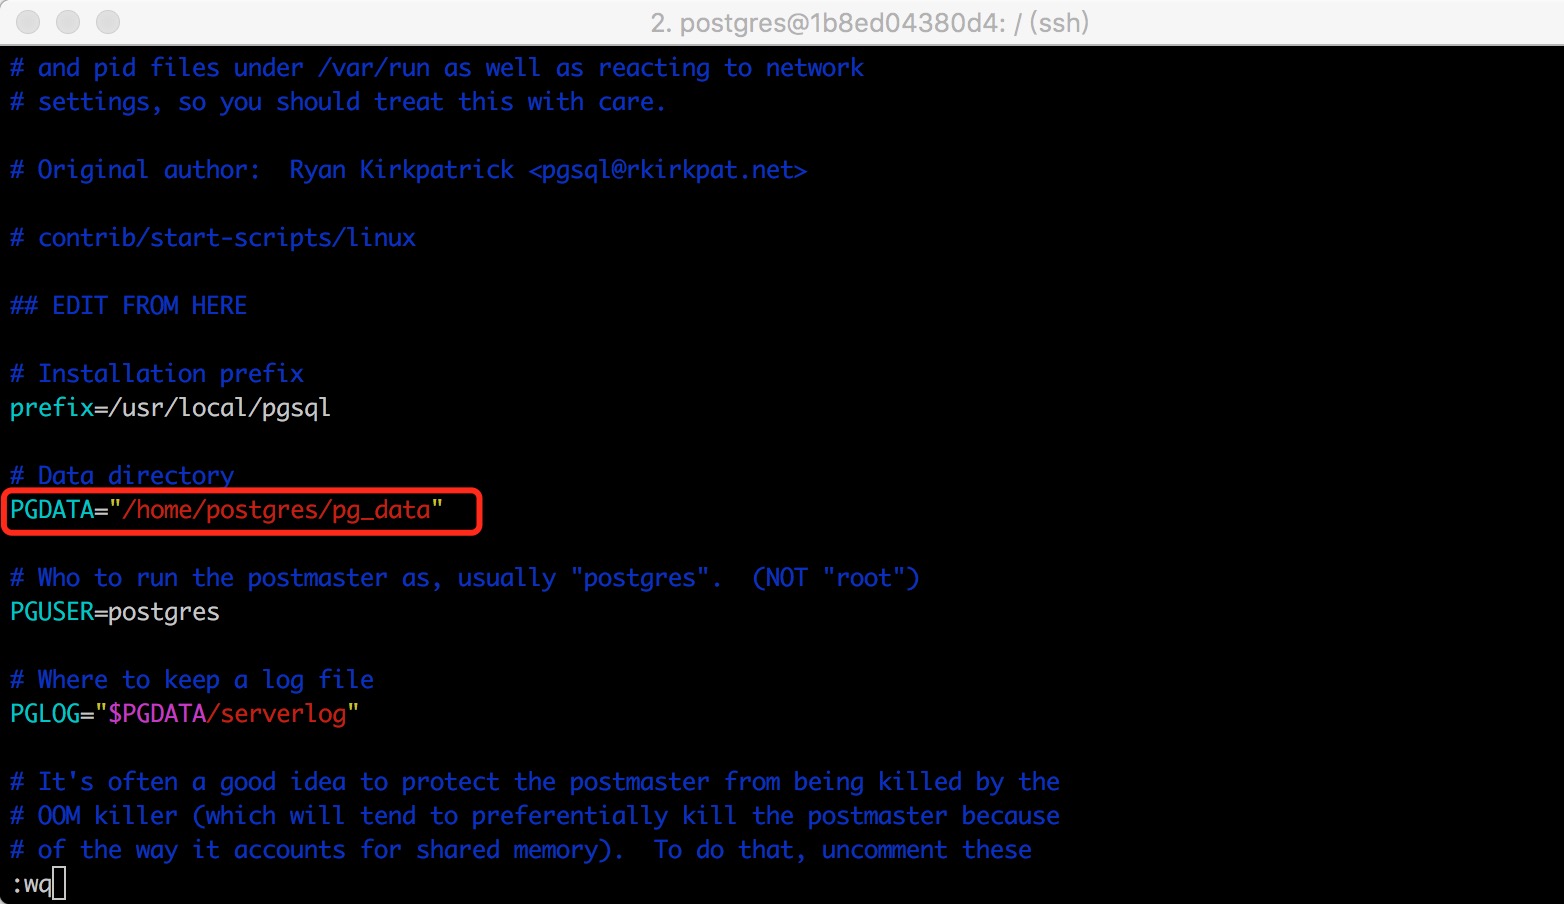 2. postgres@1b8ed04380d4: / (ssh)
# and pid files under /var/run as well as reacting to network
# settings, so you should treat this with care.
# Original author:  Ryan Kirkpatrick <pgsql@rkirkpat.net>
# contrib/start-scripts/linux
## EDIT FROM HERE
# Installation prefix
prefix=/usr/local/pgsql
# Data directory
PGDATA="/home/postgres/pg_data"
# Who to run the postmaster as, usually "postgres".  (NOT "root")
PGUSER=postgres
# Where to keep a log file
PGLOG="$PGDATA/serverlog"
# It's often a good idea to protect the postmaster from being killed by the
# OOM killer (which will tend to preferentially kill the postmaster because
# of the way it accounts for shared memory).  To do that, uncomment these
:wq